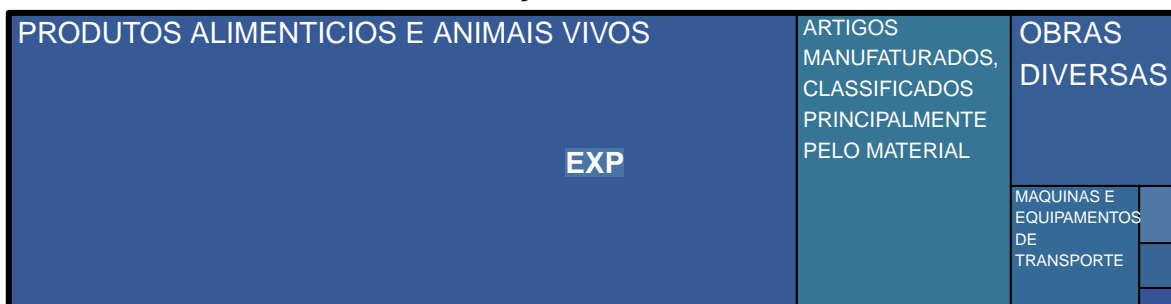 PRODUTOS ALIMENTICIOS E ANIMAIS VIVOS
ARTIGOS
MANUFATURADOS,
CLASSIFICADOS
PRINCIPALMENTE
PELO MATERIAL
OBRAS
DIVERSAS
EXP
MAQUINAS E
EQUIPAMENTOS
DE
TRANSPORTE